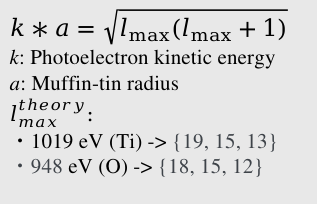 k ∗ a = √(l_max(l_max + 1))
k: Photoelectron kinetic energy
a: Muffin-tin radius
l_max^theory:
• 1019 eV (Ti) -> {19, 15, 13}
• 948 eV (O) -> {18, 15, 12}